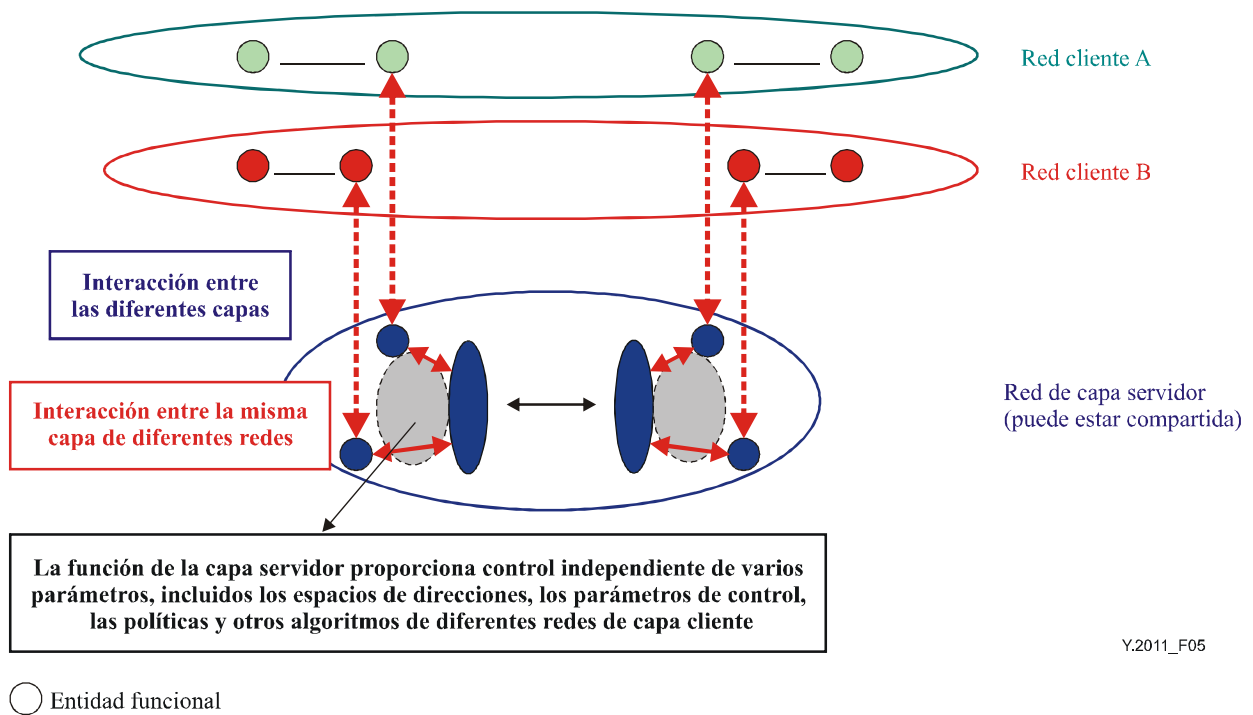 Red cliente A
Red cliente B
Interacción entre
las diferentes capas
Interacción entre la misma
capa de diferentes redes
Red de capa servidor
(puede estar compartida)
La función de la capa servidor proporciona control independiente de varios
parámetros, incluidos los espacios de direcciones, los parámetros de control,
las políticas y otros algoritmos de diferentes redes de capa cliente
Y.2011_F05
Entidad funcional